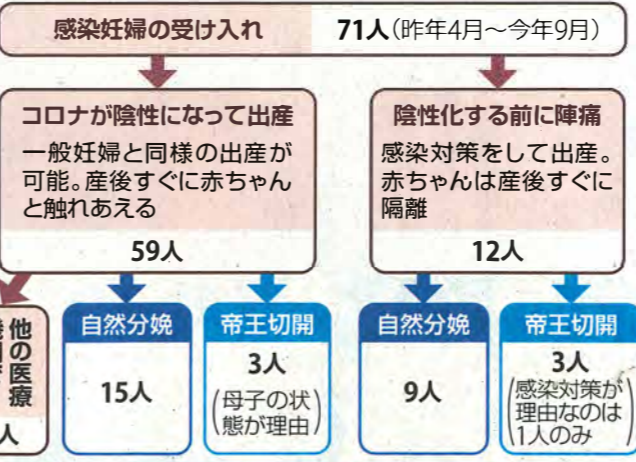 感染妊婦の受け入れ 71人(昨年4月~今年9月)
コロナが陰性になって出産
一般妊婦と同様の出産が
可能。産後すぐに赤ちゃん
と触れあえる
59人
陰性化する前に陣痛
感染対策をして出産。
赤ちゃんは産後すぐに
隔離
12人
他の医療
人
自然分娩
15人
帝王切開
3人
(母子の状
態が理由)
自然分娩
9人
帝王切開
3人
(感染対策が
理由なのは
1人のみ)